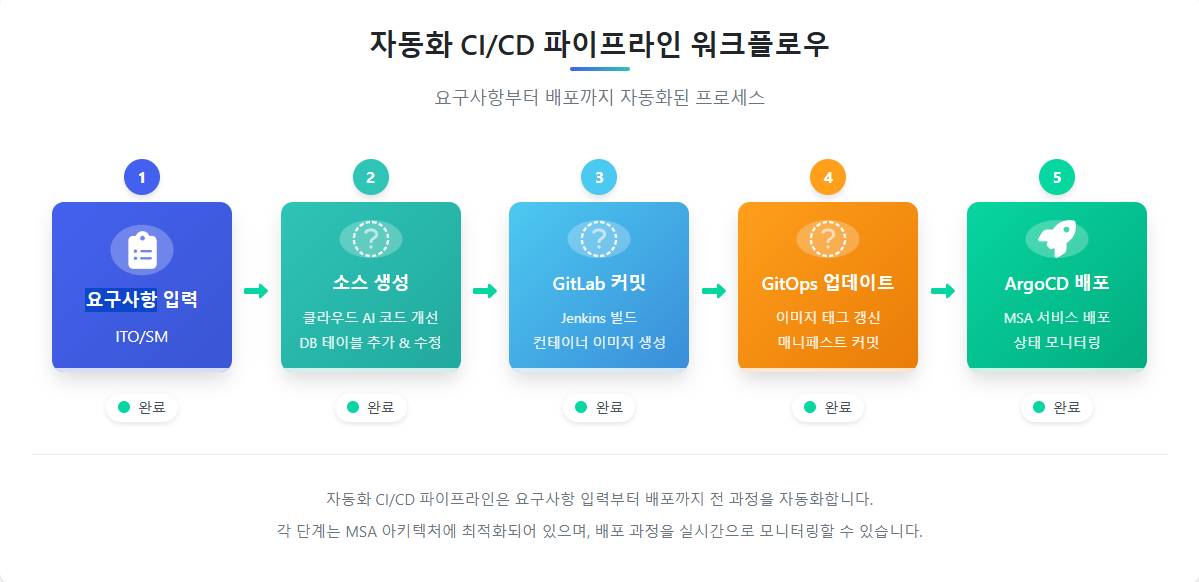 자동화 CI/CD 파이프라인 워크플로우
요구사항부터 배포까지 자동화된 프로세스
1
요구사항 입력
ITO/SM
완료
2
?
소스 생성
클라우드 AI 코드 개선
DB 테이블 추가 & 수정
완료
3
?
GitLab 커밋
Jenkins 빌드
컨테이너 이미지 생성
완료
4
?
GitOps 업데이트
이미지 태그 갱신
매니페스트 커밋
완료
5
ArgoCD 배포
MSA 서비스 배포
상태 모니터링
완료
자동화 CI/CD 파이프라인은 요구사항 입력부터 배포까지 전 과정을 자동화합니다.
각 단계는 MSA 아키텍처에 최적화되어 있으며, 배포 과정을 실시간으로 모니터링할 수 있습니다.